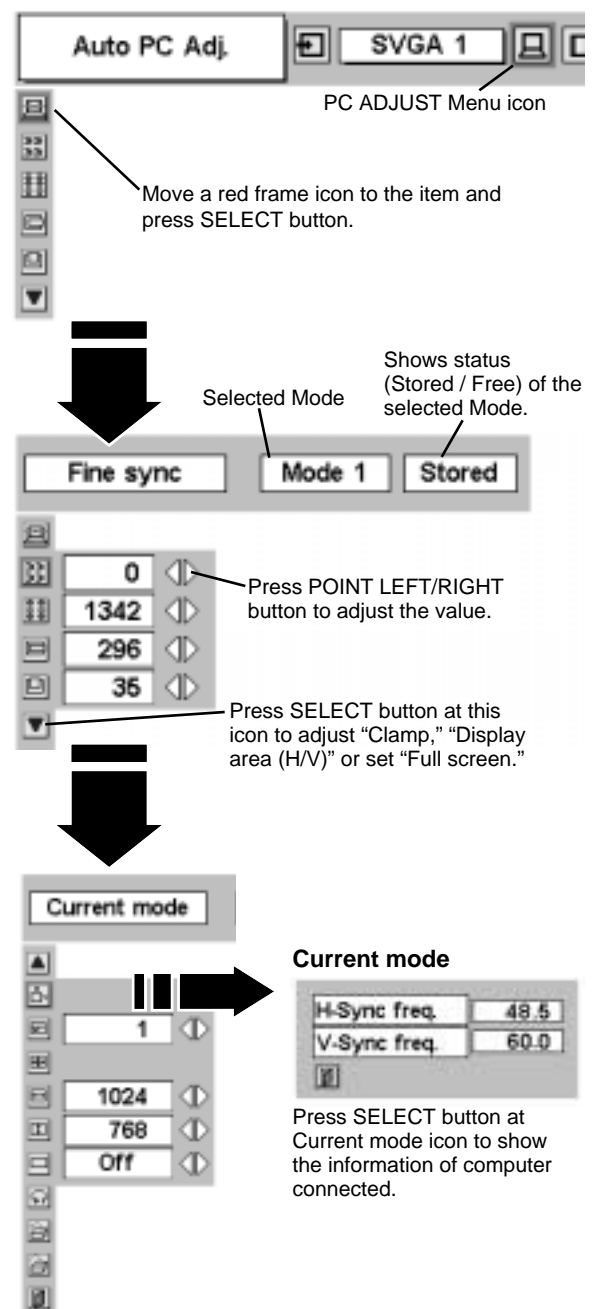 Auto PC Adj.
SVGA 1
PC ADJUST Menu icon
Move a red frame icon to the item and
press SELECT button.
Shows status
(Stored / Free) of the
selected Mode.
Selected Mode
Fine sync
Mode 1
Stored
0
Press POINT LEFT/RIGHT
button to adjust the value.
1342
296
35
Press SELECT button at this
icon to adjust “Clamp,” “Display
area (H/V)” or set “Full screen.”
Current mode
1
1024
768
Off
Current mode
H-Sync freq. 48.5
V-Sync freq. 60.0
Press SELECT button at
Current mode icon to show
the information of computer
connected.